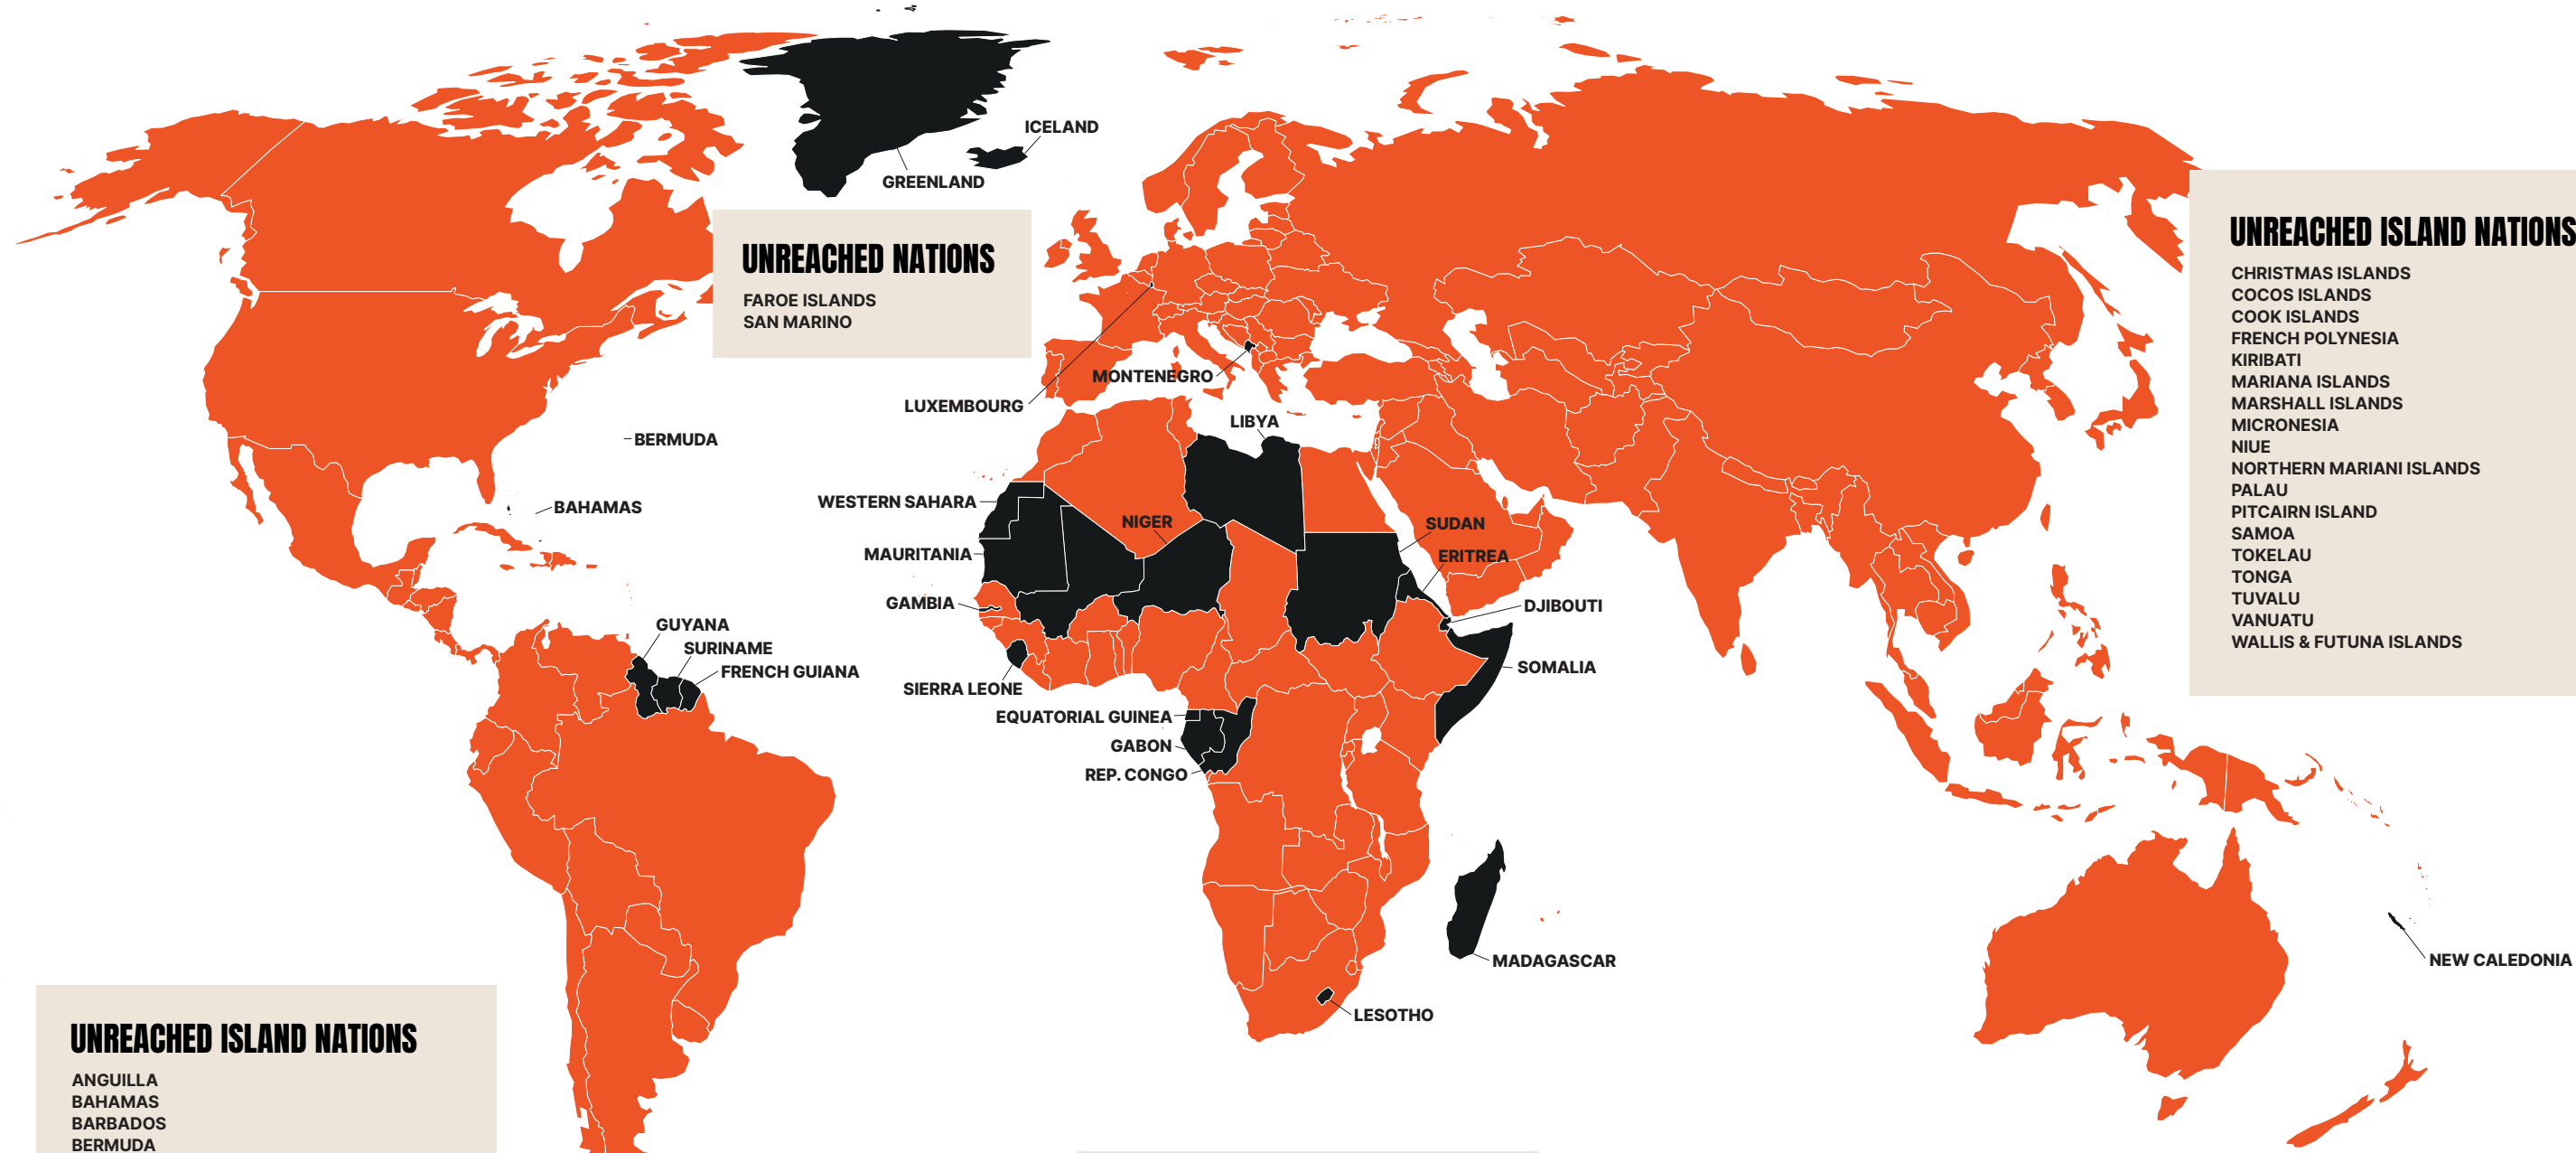 ICELAND
GREENLAND
UNREACHED NATIONS
FAROE ISLANDS
SAN MARINO
UNREACHED ISLAND NATIONS
CHRISTMAS ISLANDS
COCOS ISLANDS
COOK ISLANDS
FRENCH POLYNESIA
KIRIBATI
MARIANA ISLANDS
MARSHALL ISLANDS
MICRONESIA
NIUE
NORTHERN MARIANI ISLANDS
PALAU
PITCAIRN ISLAND
SAMOA
TOKELAU
TONGA
TUVALU
VANUATU
WALLIS & FUTUNA ISLANDS
MONTENEGRO
LUXEMBOURG
LIBYA
BERMUDA
BAHAMAS
WESTERN SAHARA
NIGER
SUDAN
MAURITANIA
ERITREA
GAMBIA
DJIBOUTI
GUYANA
SURINAME
FRENCH GUIANA
SOMALIA
SIERRA LEONE
EQUATORIAL GUINEA
GABON
REP. CONGO
MADAGASCAR
NEW CALEDONIA
LESOTHO
UNREACHED ISLAND NATIONS
ANGUILLA
BAHAMAS
BARBADOS
BERMUDA